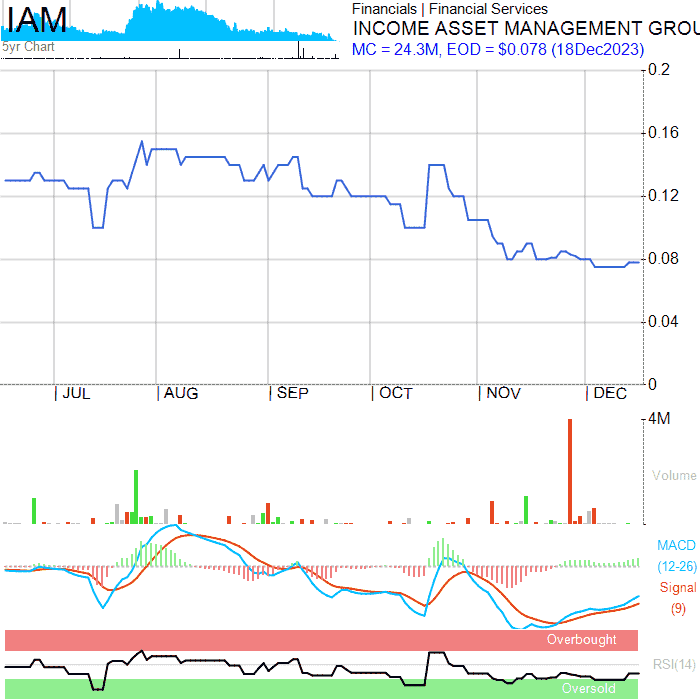 IAM
5yr Chart
Financials | Financial Services
INCOME ASSET MANAGEMENT GROU
MC = 24.3M, EOD = $0.078 (18Dec2023)
0.2
0.16
0.12
0.08
0.04
0
JUL AUG SEP OCT NOV DEC
4M
Volume
MACD
(12-26)
Signal
(9)
Overbought
RSI(14)
Oversold